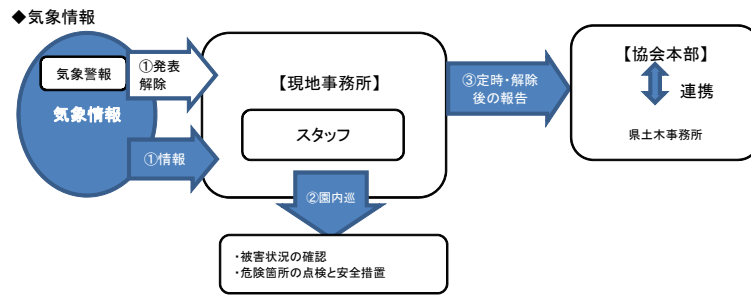 ◆気象情報
気象警報
気象情報
①発表
解除
①情報
【現地事務所】
スタッフ
②園内巡
・被害状況の確認
・危険箇所の点検と安全措置
③定時・解除
後の報告
【協会本部】
連携
県土木事務所